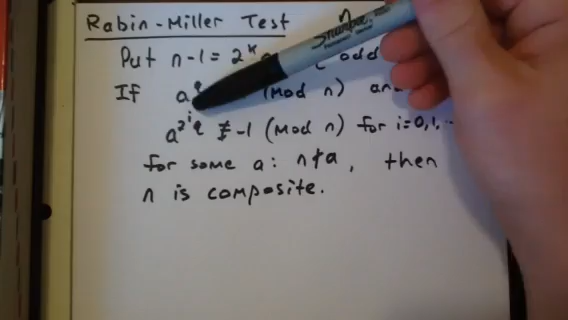 Rabin-Miller Test
Put n-1 = 2^k odd
If a^q (mod n)
a^{2^i q} ≢ -1 (mod n) for i=0,1,
for some a: n∤a, then
n is composite.
Sharpie